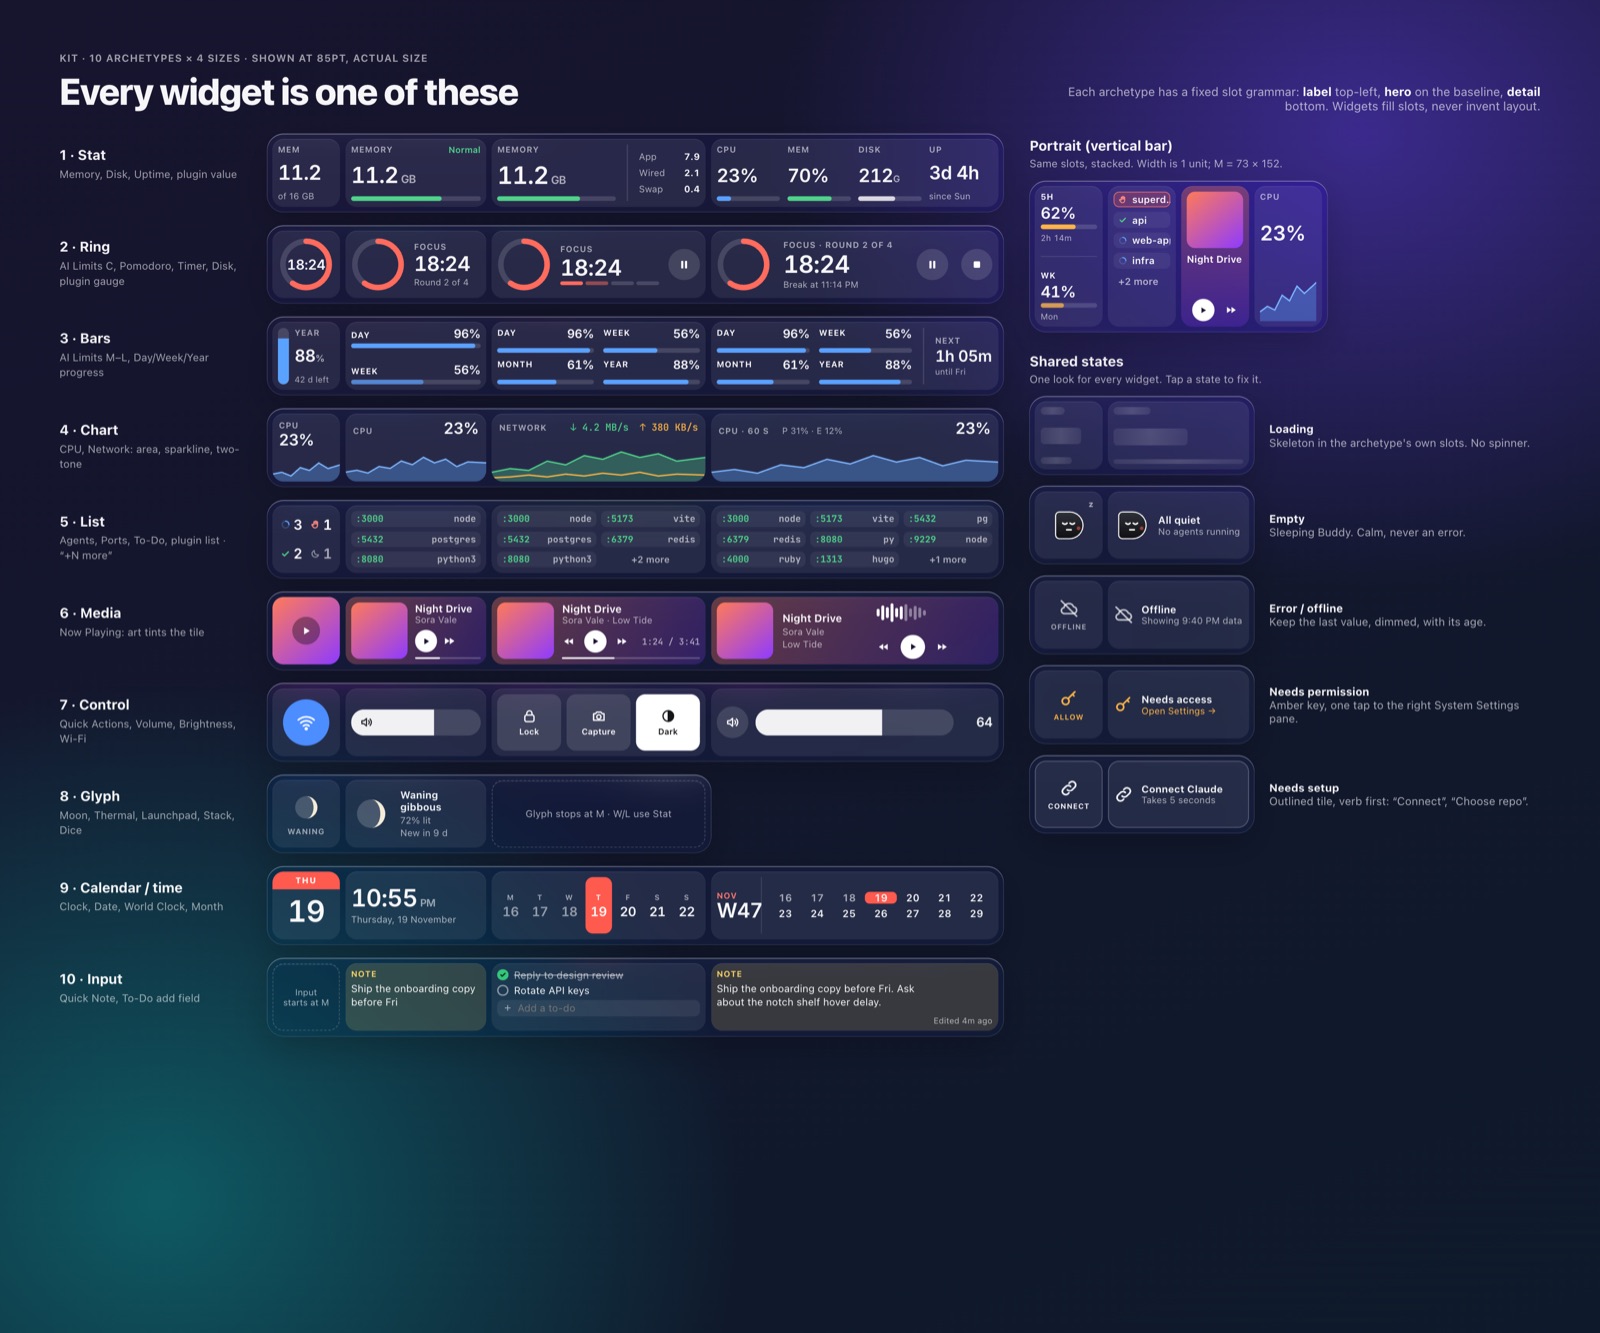 KIT · 10 ARCHETYPES × 4 SIZES · SHOWN AT 85PT, ACTUAL SIZE
Every widget is one of these
Each archetype has a fixed slot grammar: label top-left, hero on the baseline, detail
bottom. Widgets fill slots, never invent layout.
1 · Stat
Memory, Disk, Uptime, plugin value
MEM
11.2
of 16 GB
MEMORY
Normal
11.2 GB
MEMORY
11.2 GB
App 7.9
Wired 2.1
Swap 0.4
CPU
23%
MEM
70%
DISK
212G
UP
3d 4h
since Sun
2 · Ring
AI Limits C, Pomodoro, Timer, Disk,
plugin gauge
18:24
FOCUS
18:24
Round 2 of 4
FOCUS
18:24
FOCUS · ROUND 2 OF 4
18:24
Break at 11:14 PM
3 · Bars
AI Limits M–L, Day/Week/Year
progress
YEAR
88%
42 d left
DAY 96%
WEEK 56%
DAY 96% WEEK 56%
MONTH 61% YEAR 88%
DAY 96% WEEK 56%
MONTH 61% YEAR 88%
NEXT
1h 05m
until Fri
4 · Chart
CPU, Network: area, sparkline, two-
tone
CPU
23%
CPU 23%
NETWORK ↓ 4.2 MB/s ↑ 380 KB/s
CPU · 60 S P 31% · E 12% 23%
5 · List
Agents, Ports, To-Do, plugin list ·
"+N more"
3 1
2 1
:3000 node
:5432 postgres
:8080 python3
:3000 node :5173 vite
:5432 postgres :6379 redis
:8080 python3 +2 more
:3000 node :5173 vite :5432 pg
:6379 redis :8080 py :9229 node
:4000 ruby :1313 hugo +1 more
6 · Media
Now Playing: art tints the tile
Night Drive
Sora Vale
Night Drive
Sora Vale · Low Tide
1:24 / 3:41
Night Drive
Sora Vale
Low Tide
7 · Control
Quick Actions, Volume, Brightness,
Wi-Fi
Lock
Capture
Dark
64
8 · Glyph
Moon, Thermal, Launchpad, Stack,
Dice
WANING
Waning
gibbous
72% lit
New in 9 d
Glyph stops at M · W/L use Stat
9 · Calendar / time
Clock, Date, World Clock, Month
THU
19
10:55 PM
Thursday, 19 November
M T W T F S S
16 17 18 19 20 21 22
NOV
W47
16 17 18 19 20 21 22
23 24 25 26 27 28 29
10 · Input
Quick Note, To-Do add field
Input
starts at M
NOTE
Ship the onboarding copy
before Fri
Reply to design review
Rotate API keys
+ Add a to-do
NOTE
Ship the onboarding copy before Fri. Ask
about the notch shelf hover delay.
Edited 4m ago
Portrait (vertical bar)
Same slots, stacked. Width is 1 unit; M = 73 × 152.
5H
62%
2h 14m
WK
41%
Mon
superd.
api
web-ap
infra
+2 more
Night Drive
CPU
23%
Shared states
One look for every widget. Tap a state to fix it.
Loading
Skeleton in the archetype's own slots. No spinner.
z
All quiet
No agents running
Empty
Sleeping Buddy. Calm, never an error.
OFFLINE
Offline
Showing 9:40 PM data
Error / offline
Keep the last value, dimmed, with its age.
ALLOW
Needs access
Open Settings →
Needs permission
Amber key, one tap to the right System Settings
pane.
CONNECT
Connect Claude
Takes 5 seconds
Needs setup
Outlined tile, verb first: "Connect", "Choose repo".